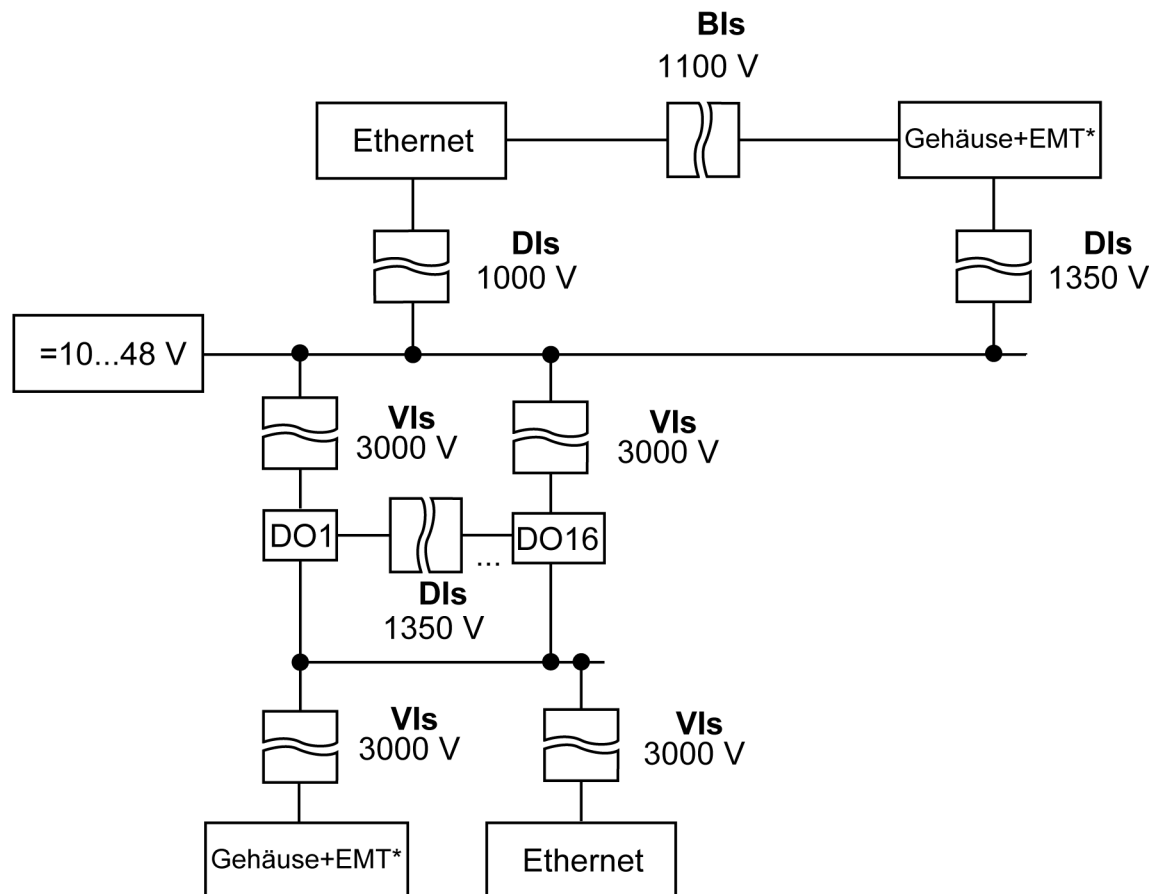 BIs
1100 V
Ethernet
Gehäuse+EMT*
DIs
1000 V
DIs
1350 V
=10...48 V
VIs
3000 V
VIs
3000 V
DO1
DO16
...
DIs
1350 V
VIs
3000 V
VIs
3000 V
Gehäuse+EMT*
Ethernet